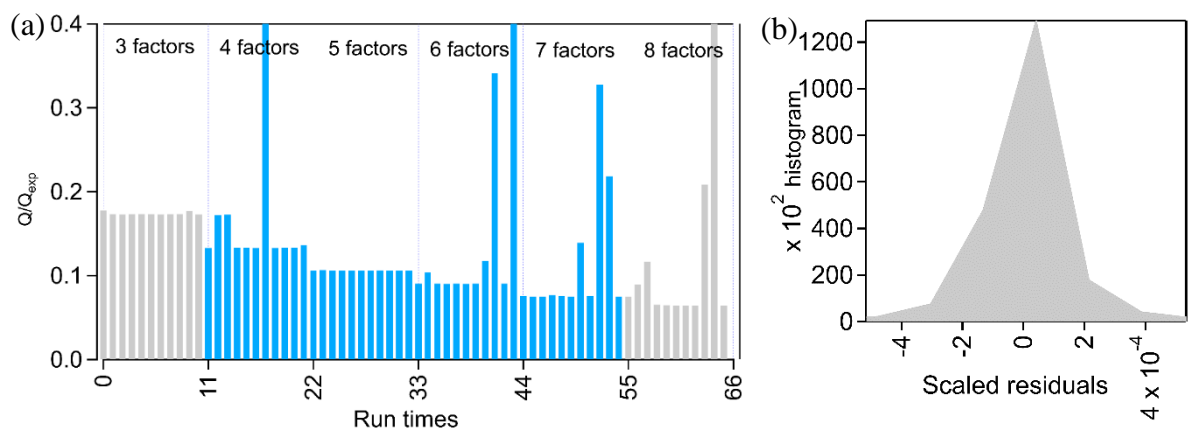 (a)
0.4
3 factors 4 factors 5 factors 6 factors 7 factors 8 factors
0.3
0.2
0.1
0.0
Q/Qexp
0 11 22 33 44 55 66
Run times
(b)
1200
1000
800
600
400
200
0
x 10² histogram
-4 -2 0 2 4 x 10⁻⁴
Scaled residuals